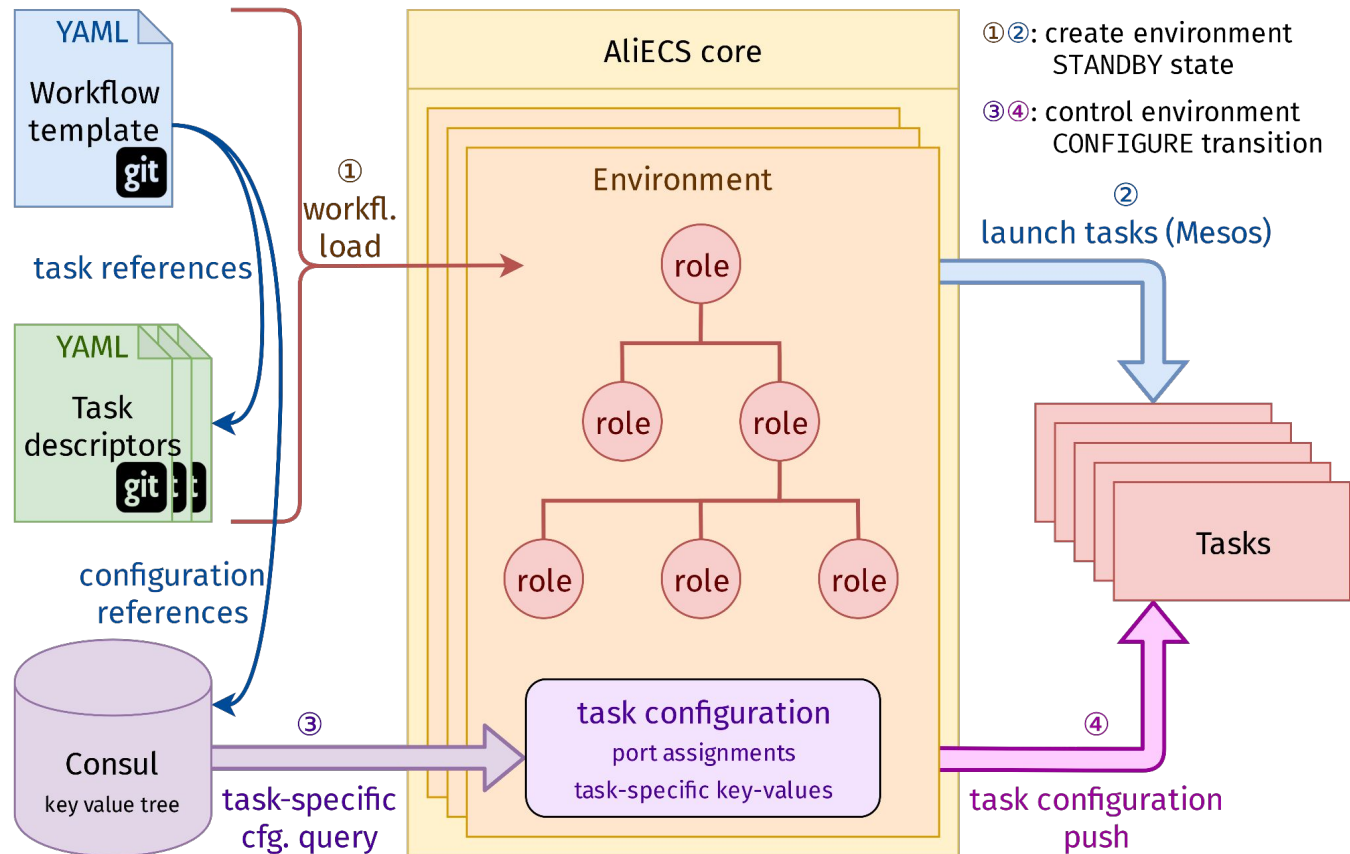 YAML
Workflow
template
git
task references
YAML
Task
descriptors
git
t
t
configuration
references
Consul
key value tree
①
workfl.
load
③
task-specific
cfg. query
AliECS core
Environment
role
role
role
role
role
role
task configuration
port assignments
task-specific key-values
①②: create environment
STANDBY state
③④: control environment
CONFIGURE transition
②
launch tasks (Mesos)
Tasks
④
task configuration
push